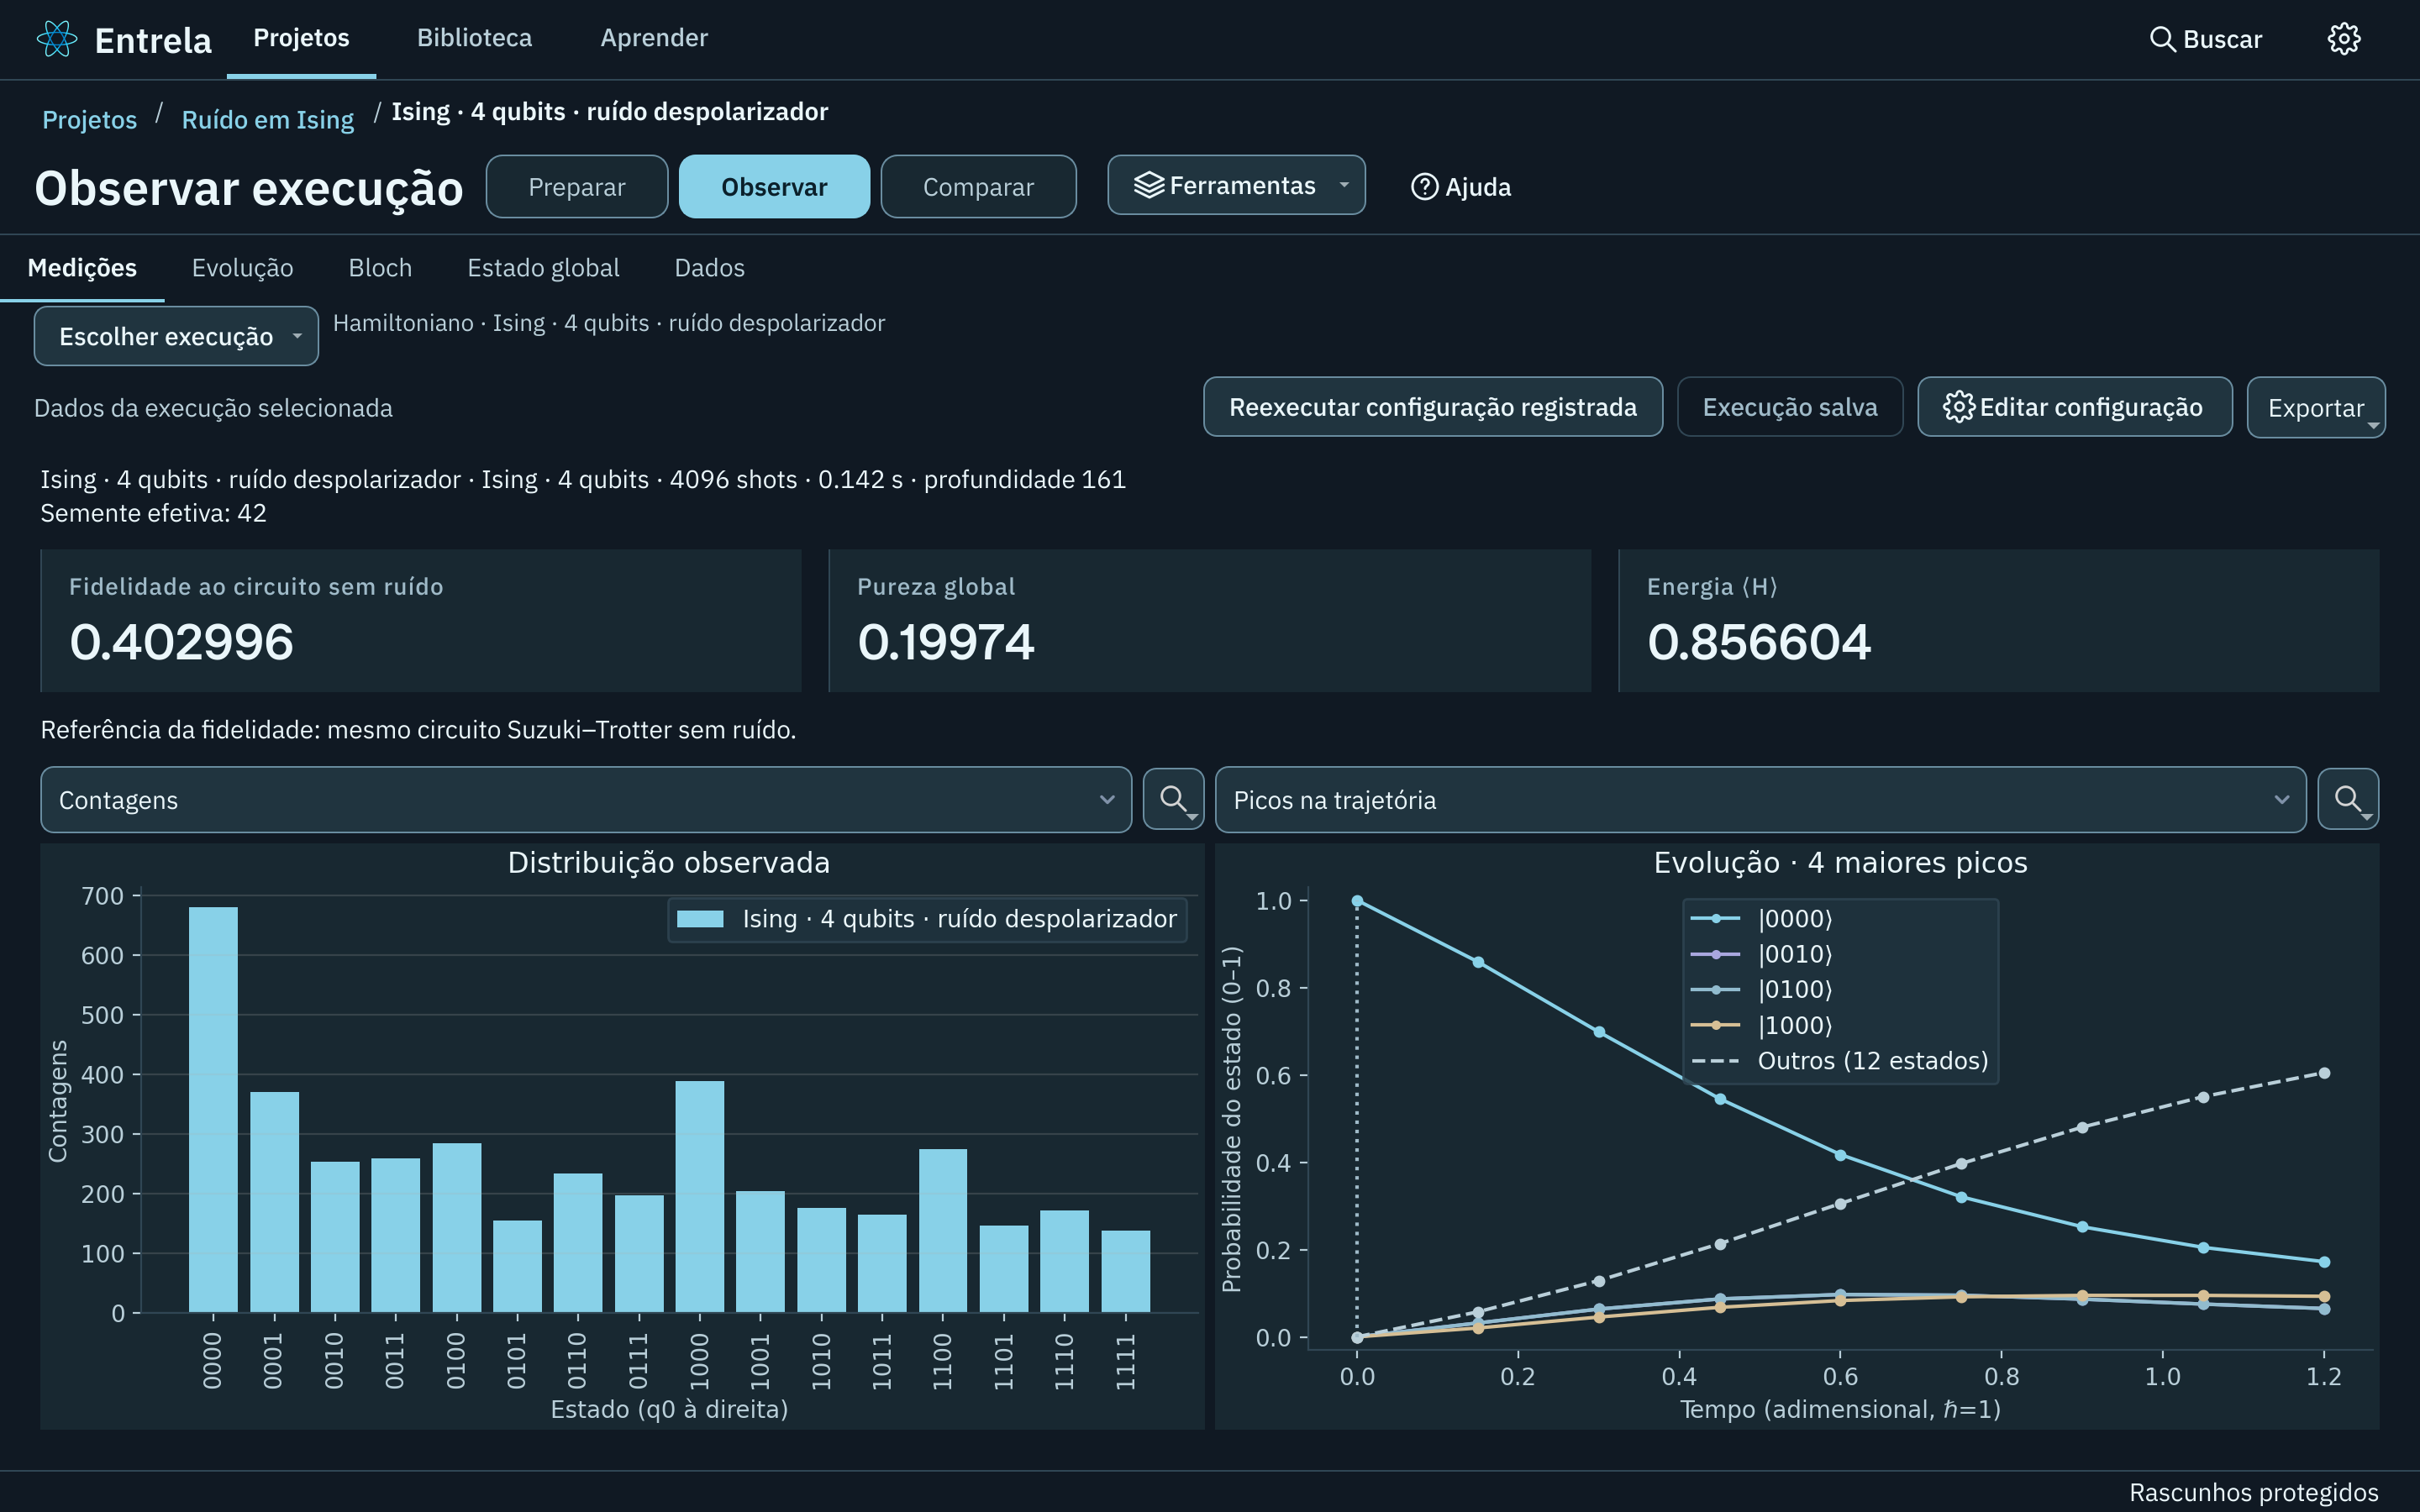 Entrela Projetos Biblioteca Aprender Buscar
Projetos / Ruído em Ising / Ising · 4 qubits · ruído despolarizador
Observar execução Preparar Observar Comparar Ferramentas Ajuda
Medições Evolução Bloch Estado global Dados
Escolher execução Hamiltoniano · Ising · 4 qubits · ruído despolarizador
Dados da execução selecionada Reexecutar configuração registrada Execução salva Editar configuração Exportar
Ising · 4 qubits · ruído despolarizador · Ising · 4 qubits · 4096 shots · 0.142 s · profundidade 161
Semente efetiva: 42
Fidelidade ao circuito sem ruído
0.402996
Pureza global
0.19974
Energia ⟨H⟩
0.856604
Referência da fidelidade: mesmo circuito Suzuki–Trotter sem ruído.
Contagens
Picos na trajetória
Distribuição observada
Ising · 4 qubits · ruído despolarizador
Contagens
700
600
500
400
300
200
100
0
0000 0001 0010 0011 0100 0101 0110 0111 1000 1001 1010 1011 1100 1101 1110 1111
Estado (q0 à direita)
Evolução · 4 maiores picos
|0000⟩
|0010⟩
|0100⟩
|1000⟩
Outros (12 estados)
Probabilidade do estado (0–1)
1.0
0.8
0.6
0.4
0.2
0.0
0.0 0.2 0.4 0.6 0.8 1.0 1.2
Tempo (adimensional, ℏ=1)
Rascunhos protegidos